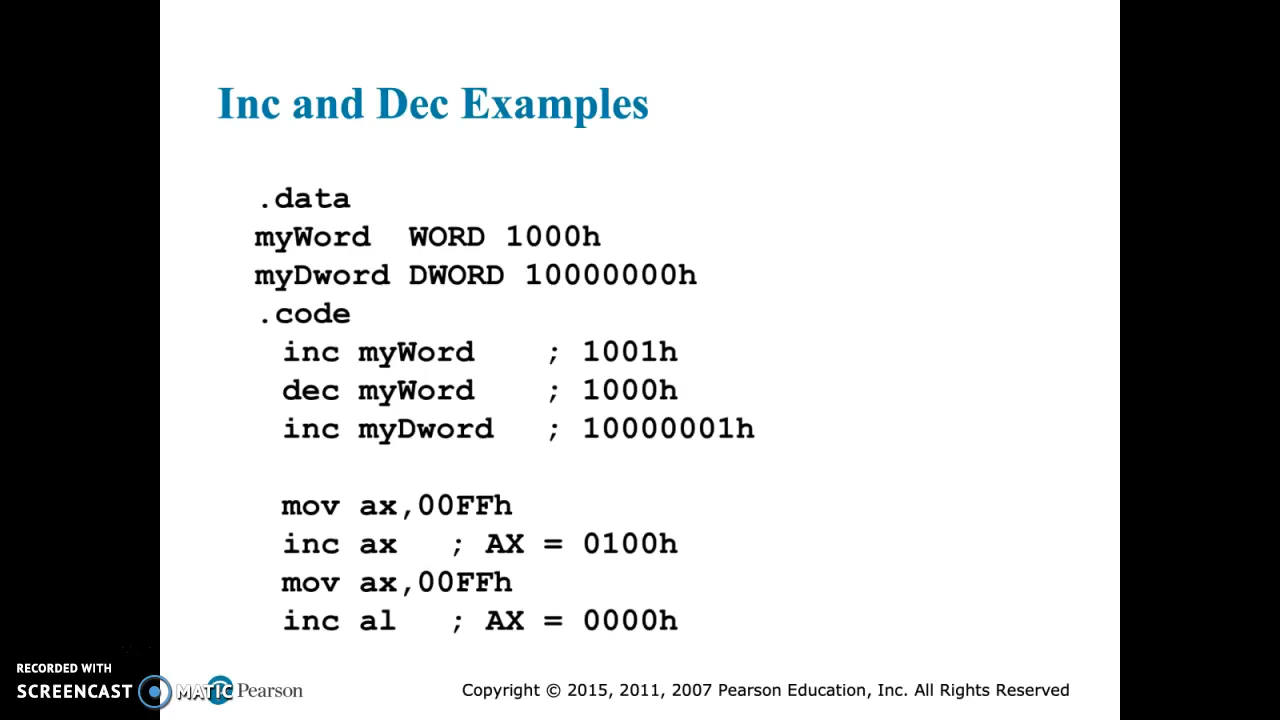 Inc and Dec Examples
.data
myWord  WORD 1000h
myDword DWORD 10000000h
.code
inc myWord    ; 1001h
dec myWord    ; 1000h
inc myDword   ; 10000001h
mov ax,00FFh
inc ax   ; AX = 0100h
mov ax,00FFh
inc al   ; AX = 0000h
RECORDED WITH
SCREENCAST MATIC
Pearson
Copyright © 2015, 2011, 2007 Pearson Education, Inc. All Rights Reserved